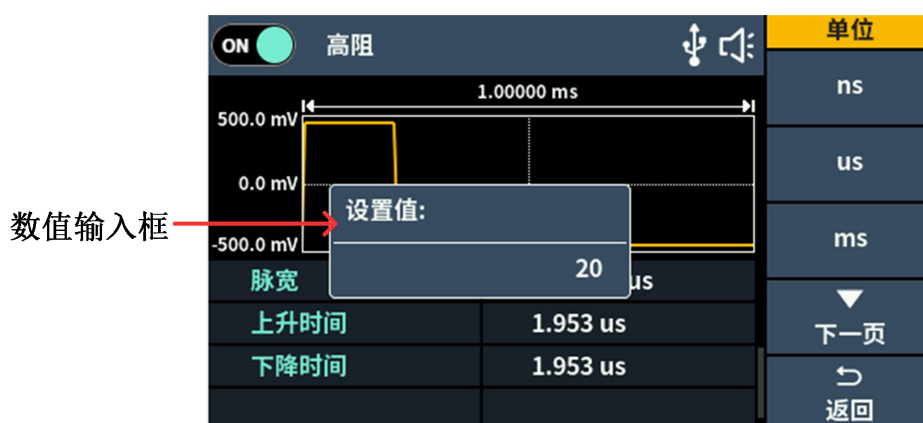 ON 高阻 单位
1.00000 ms
500.0 mV
0.0 mV
-500.0 mV
数值输入框
设置值:
20
脉宽 us
上升时间 1.953 us
下降时间 1.953 us
ns
us
ms
下一页
返回